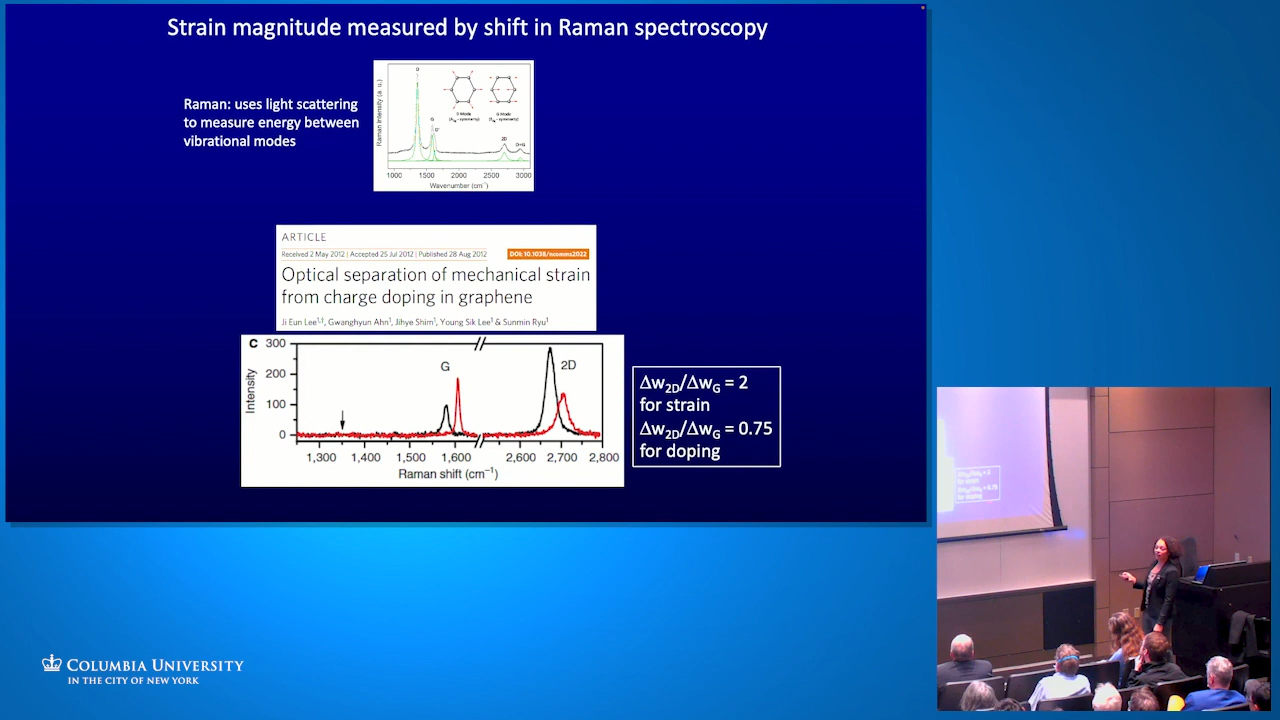 Strain magnitude measured by shift in Raman spectroscopy
Raman: uses light scattering
to measure energy between
vibrational modes
Raman Intensity (a. u.)
D
G
D'
2D
D+G
D Mode
G Mode
1000 1500 2000 2500 3000
Wavenumber (cm⁻¹)
ARTICLE
Received 2 May 2012 | Accepted 25 Jul 2012 | Published 28 Aug 2012
DOI: 10.1038/ncomms2022
Optical separation of mechanical strain
from charge doping in graphene
Ji Eun Lee¹,†, Gwanghyun Ahn¹, Jihye Shim¹, Young Sik Lee¹ & Sunmin Ryu¹
c
Intensity
300
200
100
0
G
2D
1,300 1,400 1,500 1,600 2,600 2,700 2,800
Raman shift (cm⁻¹)
Δw2D/ΔwG = 2
for strain
Δw2D/ΔwG = 0.75
for doping
COLUMBIA UNIVERSITY
IN THE CITY OF NEW YORK